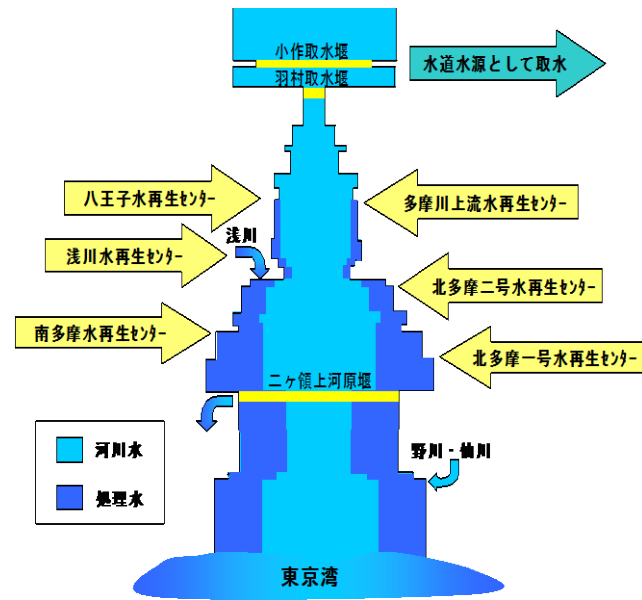 小作取水堰
羽村取水堰
水道水源として取水
八王子水再生ｾﾝﾀｰ
多摩川上流水再生ｾﾝﾀｰ
浅川
浅川水再生ｾﾝﾀｰ
北多摩二号水再生ｾﾝﾀｰ
南多摩水再生ｾﾝﾀｰ
北多摩一号水再生ｾﾝﾀｰ
二ヶ領上河原堰
野川・仙川
河川水
処理水
東京湾